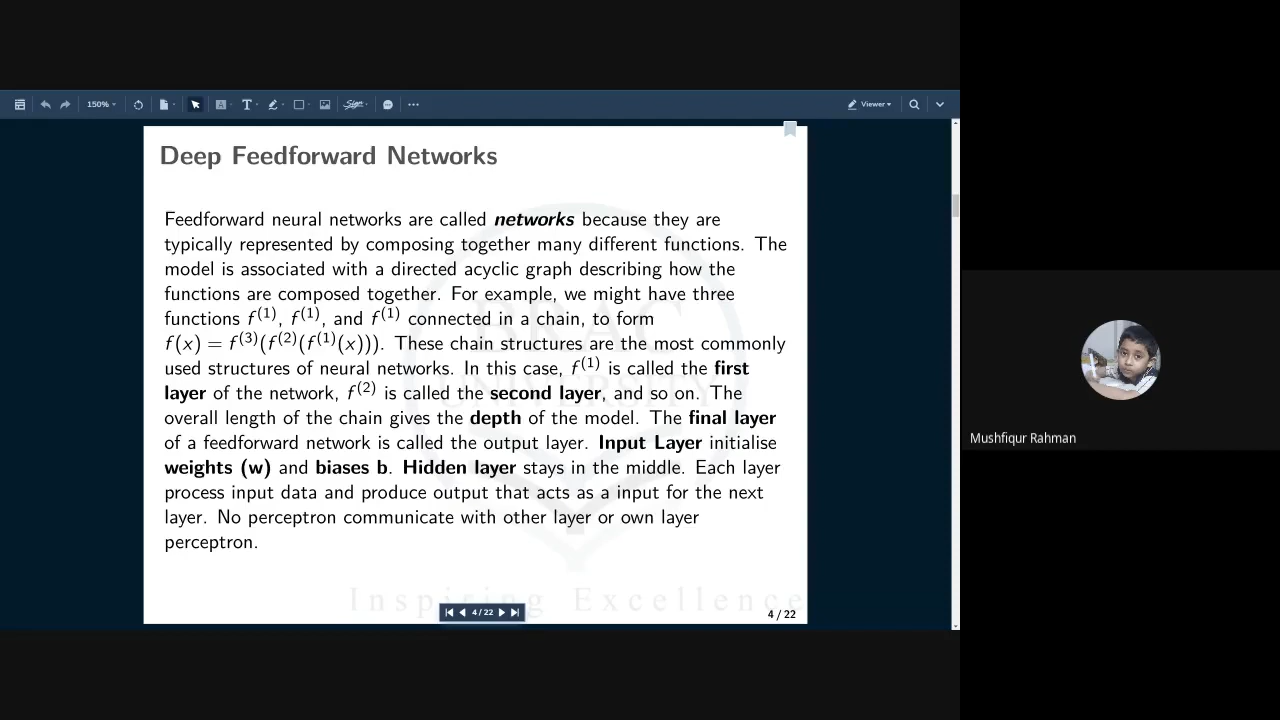 150%
T
Sign
Viewer
Deep Feedforward Networks
Feedforward neural networks are called networks because they are
typically represented by composing together many different functions. The
model is associated with a directed acyclic graph describing how the
functions are composed together. For example, we might have three
functions f⁽¹⁾, f⁽¹⁾, and f⁽¹⁾ connected in a chain, to form
f(x) = f⁽³⁾(f⁽²⁾(f⁽¹⁾(x))). These chain structures are the most commonly
used structures of neural networks. In this case, f⁽¹⁾ is called the first
layer of the network, f⁽²⁾ is called the second layer, and so on. The
overall length of the chain gives the depth of the model. The final layer
of a feedforward network is called the output layer. Input Layer initialise
weights (w) and biases b. Hidden layer stays in the middle. Each layer
process input data and produce output that acts as a input for the next
layer. No perceptron communicate with other layer or own layer
perceptron.
BRAC
UNIVERSITY
Inspiring Excellence
4 / 22
4 / 22
Mushfiqur Rahman